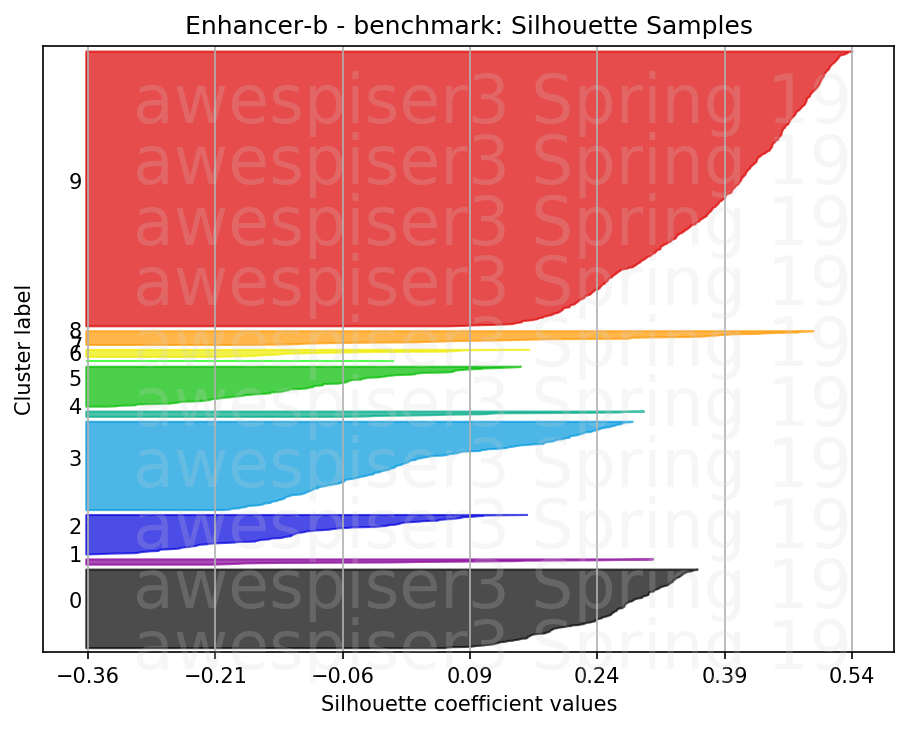 Enhancer-b - benchmark: Silhouette Samples
awespiser3 Spring 19
awespiser3 Spring 19
awespiser3 Spring 19
awespiser3 Spring 19
awespiser3 Spring 19
awespiser3 Spring 19
awespiser3 Spring 19
awespiser3 Spring 19
awespiser3 Spring 19
awespiser3 Spring 19
Cluster label
9
8
7
6
5
4
3
2
1
0
−0.36 −0.21 −0.06 0.09 0.24 0.39 0.54
Silhouette coefficient values